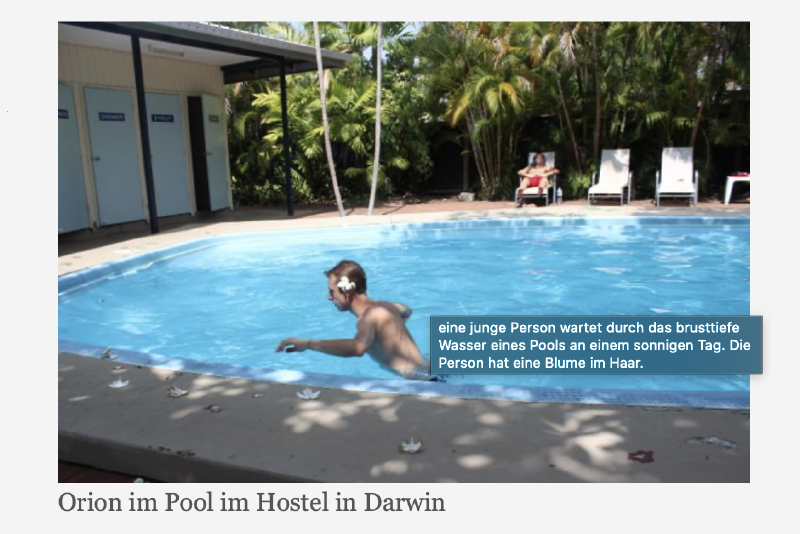 eine junge Person wartet durch das brusttiefe
Wasser eines Pools an einem sonnigen Tag. Die
Person hat eine Blume im Haar.
Orion im Pool im Hostel in Darwin